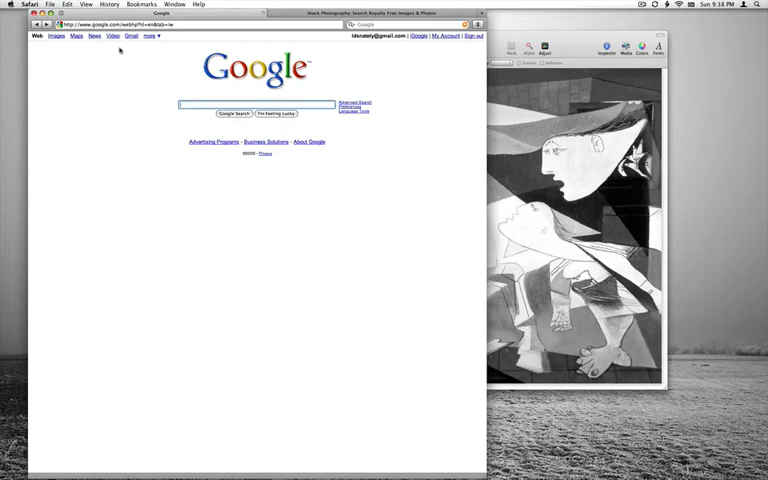 Safari File Edit View History Bookmarks Window Help Sun 9:38 PM
Google Stock Photography: Search Royalty Free Images & Photos
http://www.google.com/webhp?hl=en&tab=iw Google
Web Images Maps News Video Gmail more ▼ ldsnately@gmail.com | iGoogle | My Account | Sign out
Mask Alpha Adjust Inspector Media Colors Fonts
Google™
Advanced Search
Preferences
Language Tools
Google Search I'm Feeling Lucky
Advertising Programs - Business Solutions - About Google
©2009 - Privacy